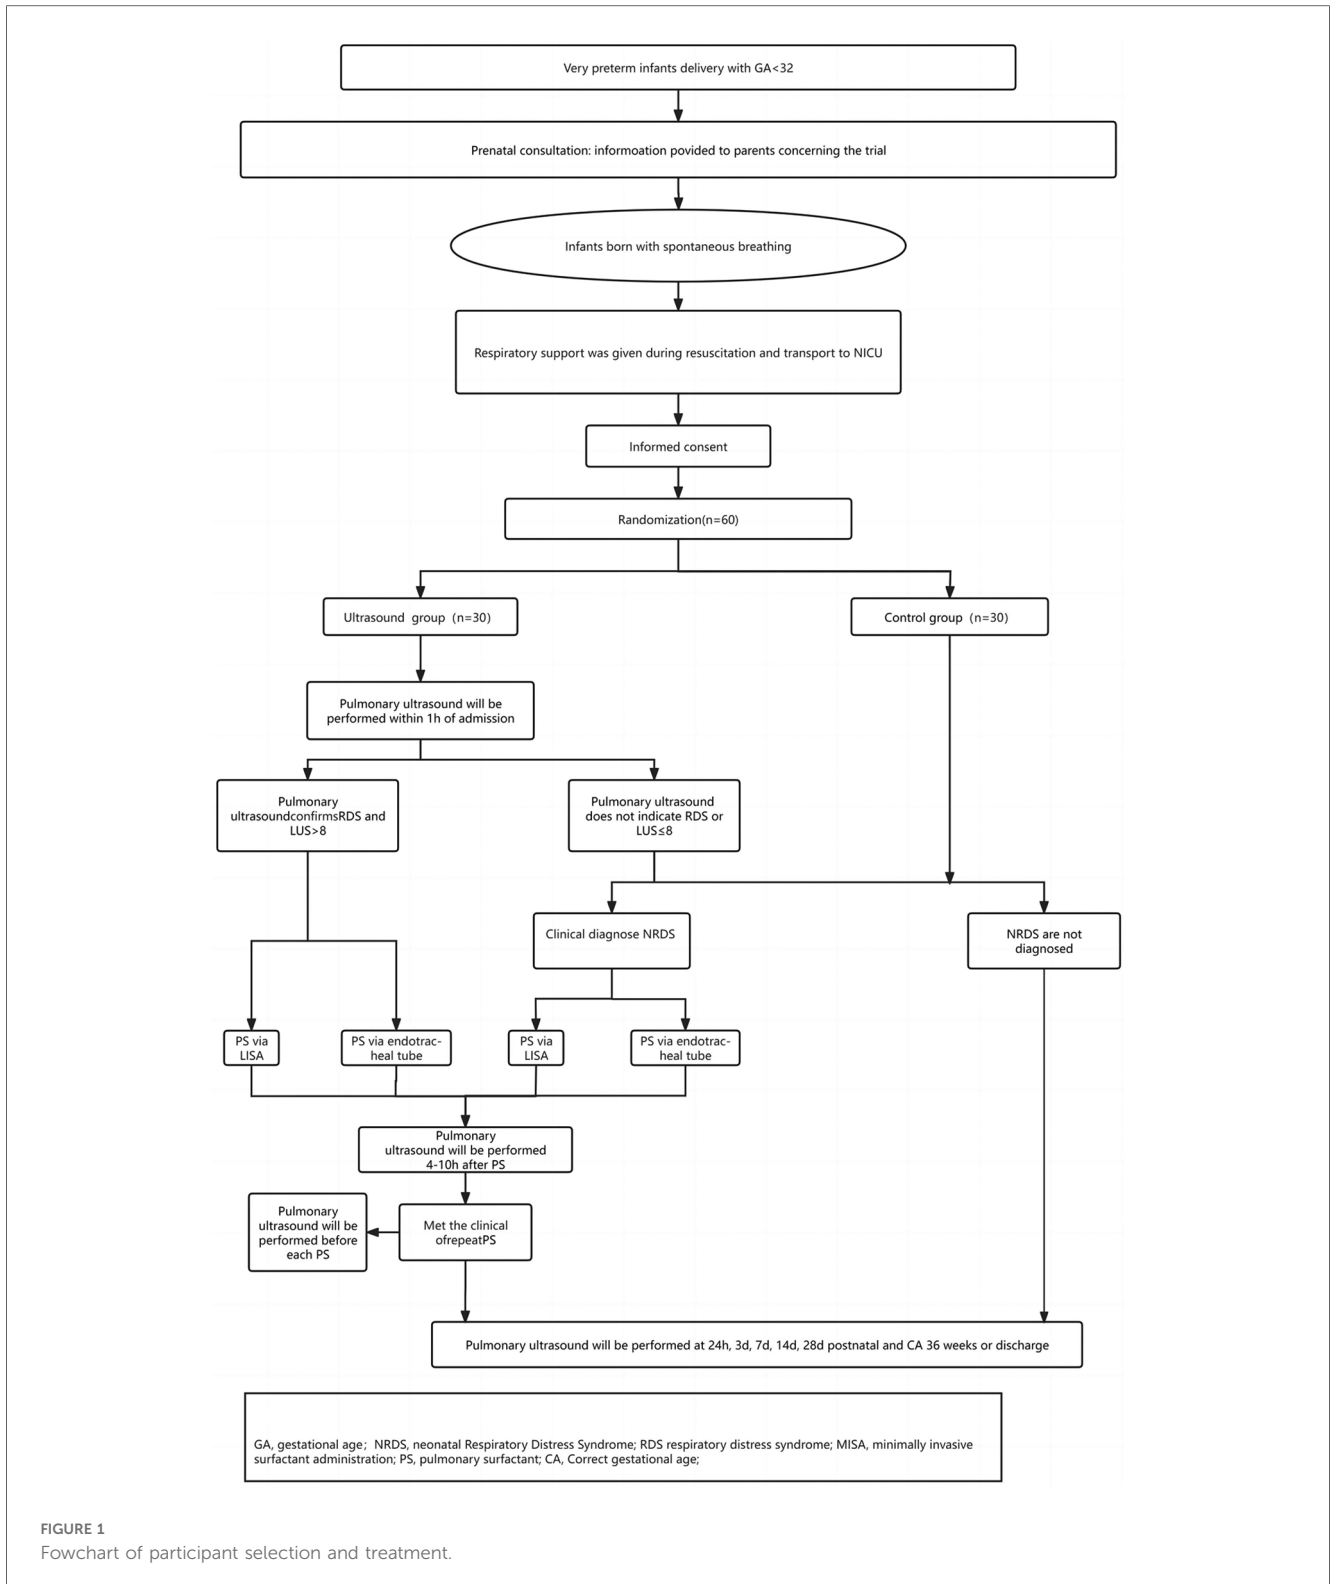 Very preterm infants delivery with GA<32
Prenatal consultation: informoation povided to parents concerning the trial
Infants born with spontaneous breathing
Respiratory support was given during resuscitation and transport to NICU
Informed consent
Randomization(n=60)
Ultrasound group (n=30)
Control group (n=30)
Pulmonary ultrasound will be
performed within 1h of admission
Pulmonary
ultrasoundconfirmsRDS and
LUS>8
Pulmonary ultrasound
does not indicate RDS or
LUS≤8
Clinical diagnose NRDS
NRDS are not
diagnosed
PS via
LISA
PS via endotrac-
heal tube
PS via
LISA
PS via endotrac-
heal tube
Pulmonary
ultrasound will be performed
4-10h after PS
Pulmonary
ultrasound will be
performed before
each PS
Met the clinical
ofrepeatPS
Pulmonary ultrasound will be performed at 24h, 3d, 7d, 14d, 28d postnatal and CA 36 weeks or discharge
GA, gestational age; NRDS, neonatal Respiratory Distress Syndrome; RDS respiratory distress syndrome; MISA, minimally invasive
surfactant administration; PS, pulmonary surfactant; CA, Correct gestational age;
FIGURE 1
Fowchart of participant selection and treatment.